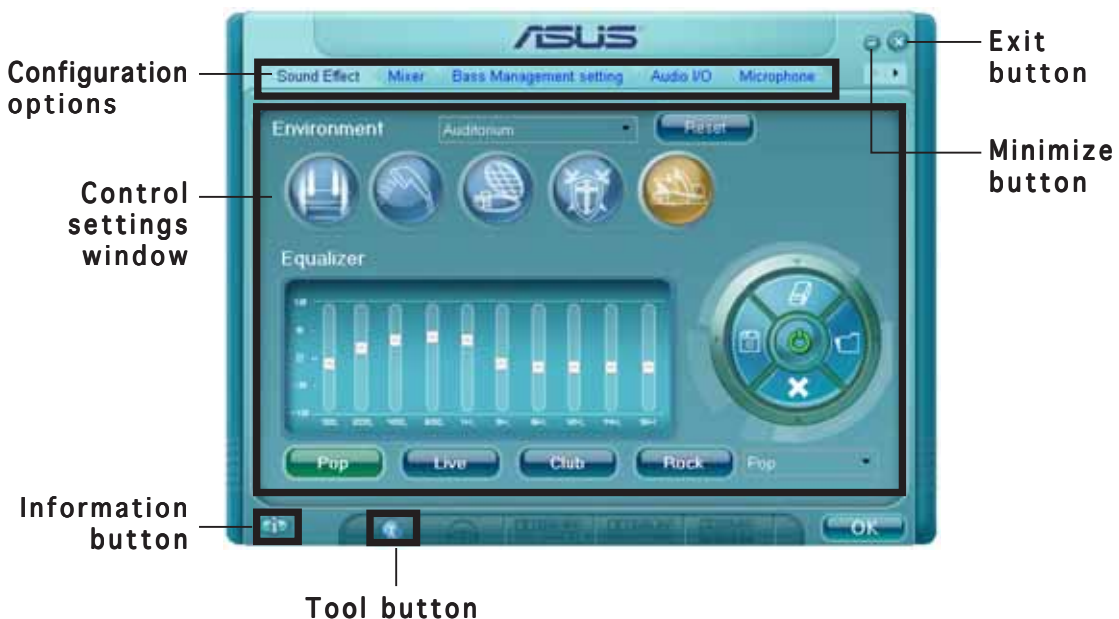 ASUS
Exit
button
Configuration
options
Sound Effect Mixer Bass Management setting Audio I/O Microphone
Environment Auditorium Reset
Minimize
button
Control
settings
window
Equalizer
Pop Live Club Rock Pop
Information
button
OK
Tool button